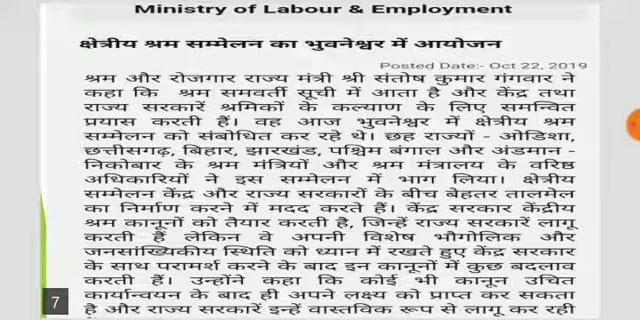 Ministry of Labour & Employment
क्षेत्रीय श्रम सम्मेलन का भुवनेश्वर में आयोजन
Posted Date:- Oct 22, 2019
श्रम और रोजगार राज्य मंत्री श्री संतोष कुमार गंगवार ने
कहा कि श्रम समवर्ती सूची में आता है और केंद्र तथा
राज्य सरकारें श्रमिकों के कल्याण के लिए समन्वित
प्रयास करती हैं। वह आज भुवनेश्वर में क्षेत्रीय श्रम
सम्मेलन को संबोधित कर रहे थे। छह राज्यों - ओडिशा,
छत्तीसगढ़, बिहार, झारखंड, पश्चिम बंगाल और अंडमान -
निकोबार के श्रम मंत्रियों और श्रम मंत्रालय के वरिष्ठ
अधिकारियों ने इस सम्मेलन में भाग लिया। क्षेत्रीय
सम्मेलन केंद्र और राज्य सरकारों के बीच बेहतर तालमेल
का निर्माण करने में मदद करते हैं। केंद्र सरकार केंद्रीय
श्रम कानूनों को तैयार करती है, जिन्हें राज्य सरकारें लागू
करती हैं लेकिन वे अपनी विशेष भौगोलिक और
जनसांख्यिकीय स्थिति को ध्यान में रखते हुए केंद्र सरकार
के साथ परामर्श करने के बाद इन कानूनों में कुछ बदलाव
करती हैं। उन्होंने कहा कि कोई भी कानून उचित
कार्यान्वयन के बाद ही अपने लक्ष्य को प्राप्त कर सकता
है और राज्य सरकारें इन्हें वास्तविक रूप से लागू कर रही
7